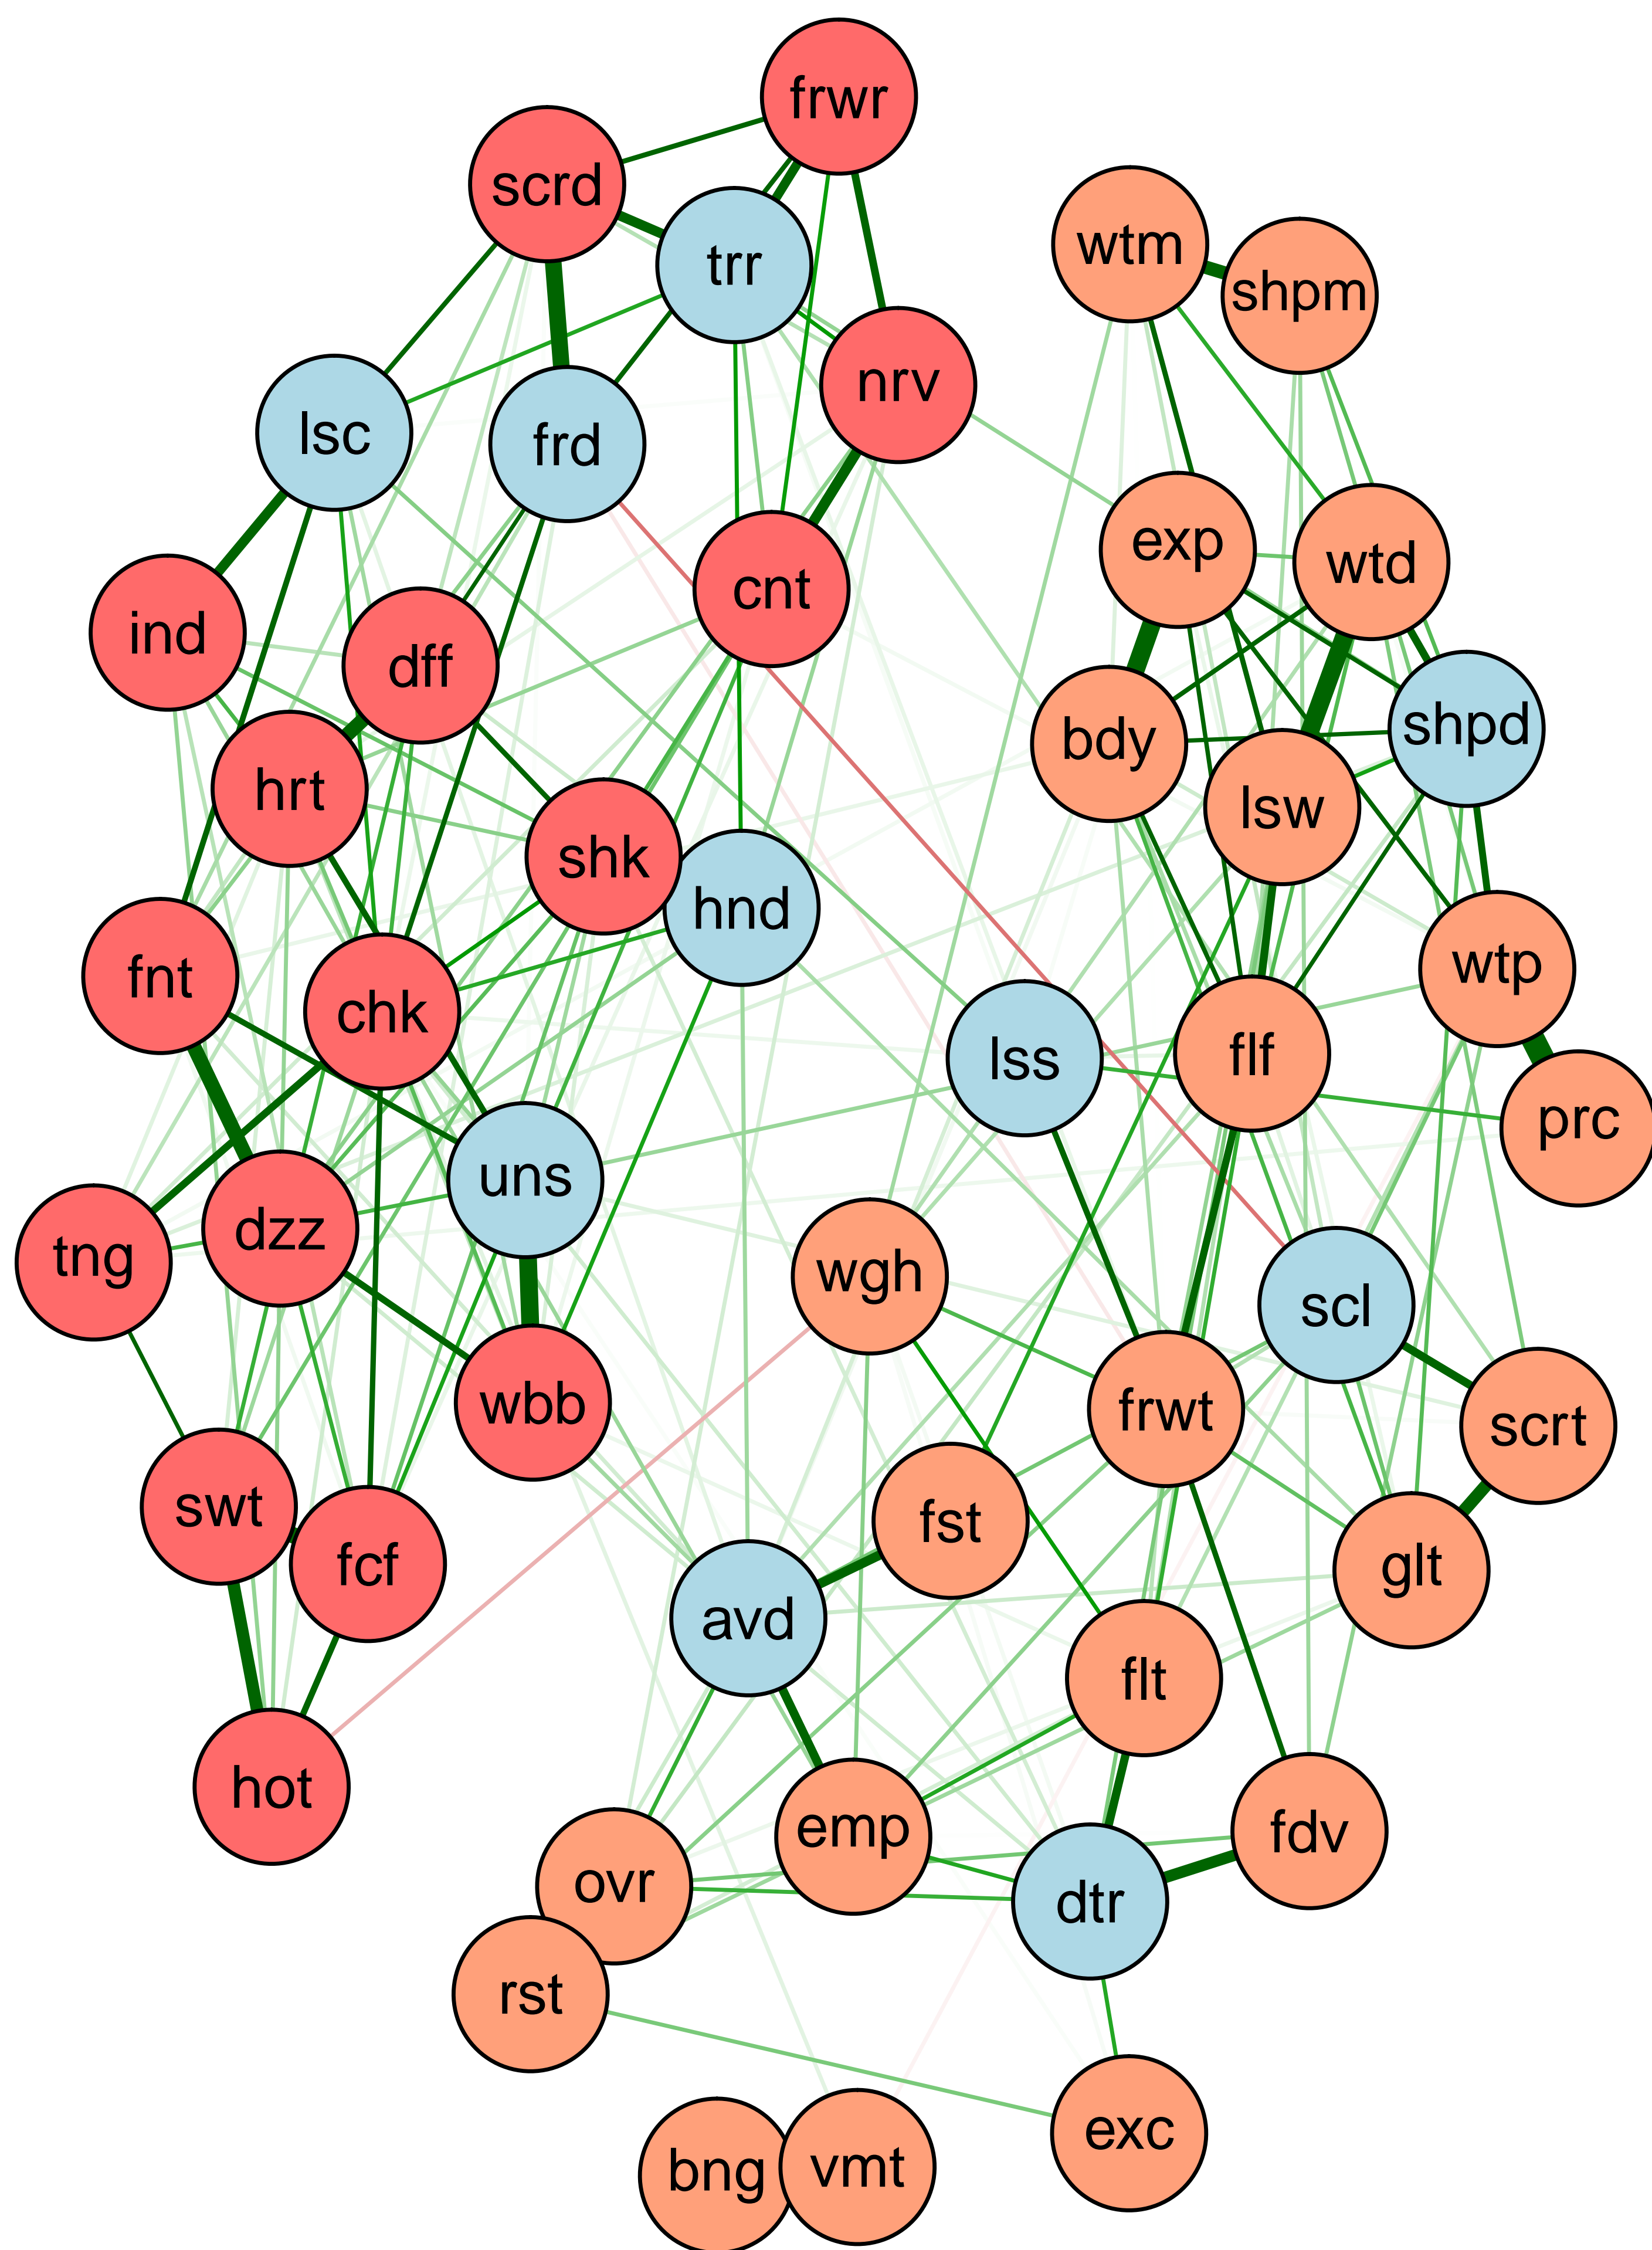 frwr
scrd
trr
wtm
shpm
nrv
lsc
frd
exp
wtd
cnt
ind
dff
shpd
bdy
hrt
lsw
shk
hnd
wtp
fnt
chk
lss
flf
prc
uns
tng
dzz
wgh
scl
wbb
frwt
scrt
swt
fst
fcf
glt
avd
flt
hot
emp
fdv
ovr
dtr
rst
exc
bng
vmt